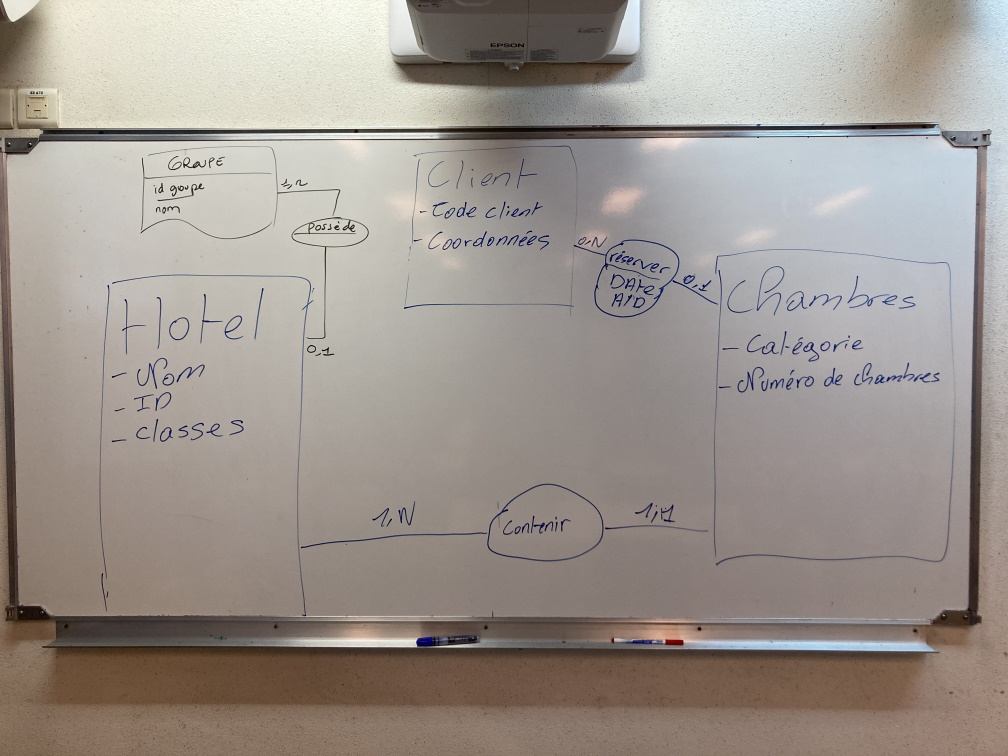 EPSON
GROUPE
id groupe
nom
1,n
possède
0,1
Client
- Code client
- Coordonnées
0,N
réserver
DAte
A/D
0,1
Chambres
- Catégorie
- Numéro de chambres
Hotel
- Nom
- ID
- classes
1,N
Contenir
1,1